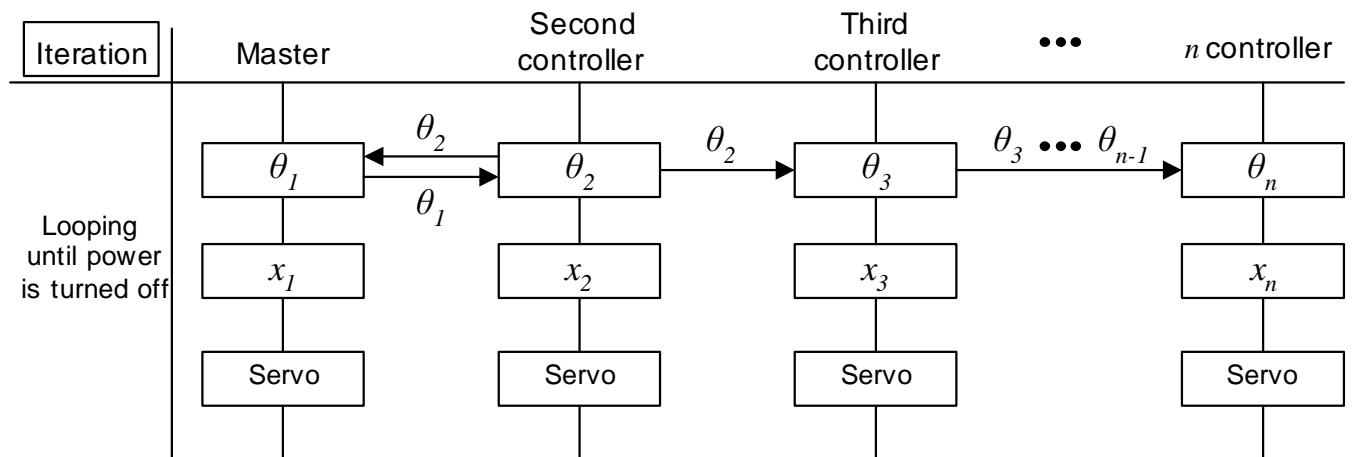 Iteration
Master
Second
controller
Third
controller
•••
n controller
θ2
θ1
θ1
θ2
θ2
θ3
θ3 ••• θn-1
θn
Looping
until power
is turned off
x1
x2
x3
xn
Servo
Servo
Servo
Servo